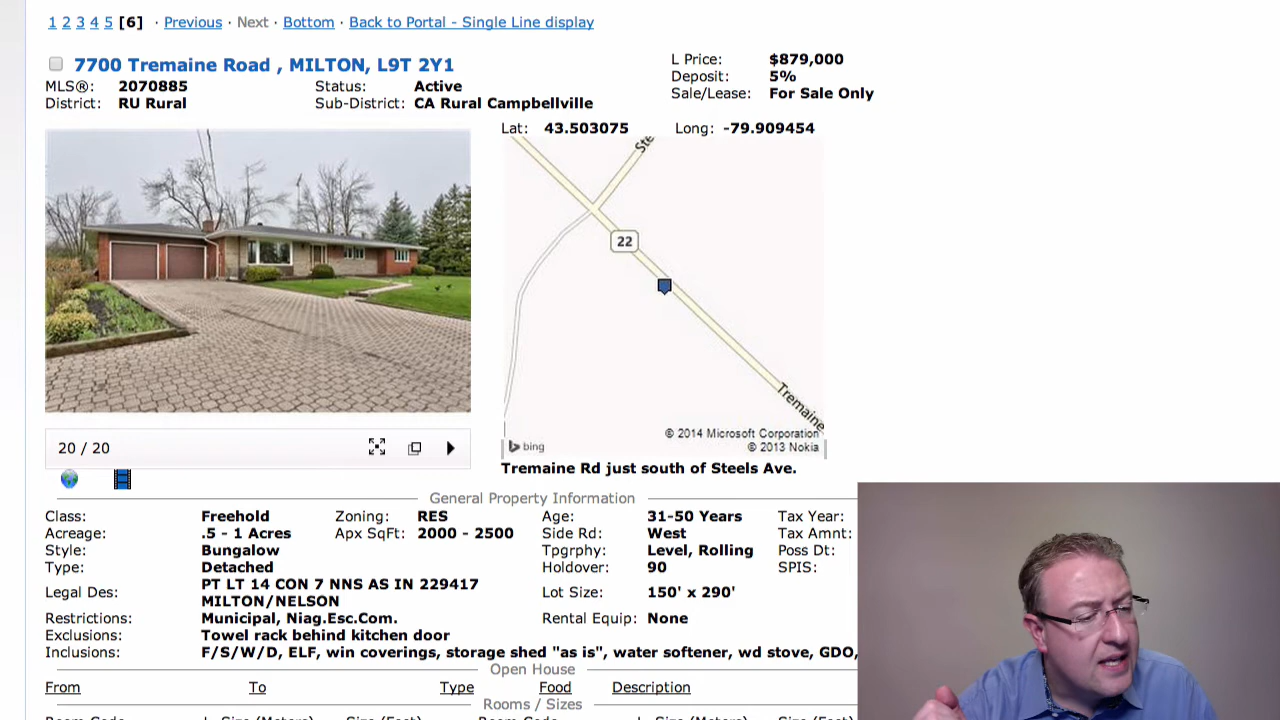 1 2 3 4 5 [6] · Previous · Next · Bottom · Back to Portal - Single Line display
7700 Tremaine Road , MILTON, L9T 2Y1
L Price: $879,000
MLS®: 2070885 Status: Active
Deposit: 5%
District: RU Rural Sub-District: CA Rural Campbellville
Sale/Lease: For Sale Only
Lat: 43.503075 Long: -79.909454
Ste
22
Tremaine
© 2014 Microsoft Corporation
bing © 2013 Nokia
20 / 20
Tremaine Rd just south of Steels Ave.
General Property Information
Class: Freehold Zoning: RES Age: 31-50 Years Tax Year:
Acreage: .5 - 1 Acres Apx SqFt: 2000 - 2500 Side Rd: West Tax Amnt:
Style: Bungalow Tpgrphy: Level, Rolling Poss Dt:
Type: Detached Holdover: 90 SPIS:
Legal Des: PT LT 14 CON 7 NNS AS IN 229417
MILTON/NELSON Lot Size: 150' x 290'
Restrictions: Municipal, Niag.Esc.Com. Rental Equip: None
Exclusions: Towel rack behind kitchen door
Inclusions: F/S/W/D, ELF, win coverings, storage shed "as is", water softener, wd stove, GDO,
Open House
From To Type Food Description
Rooms / Sizes